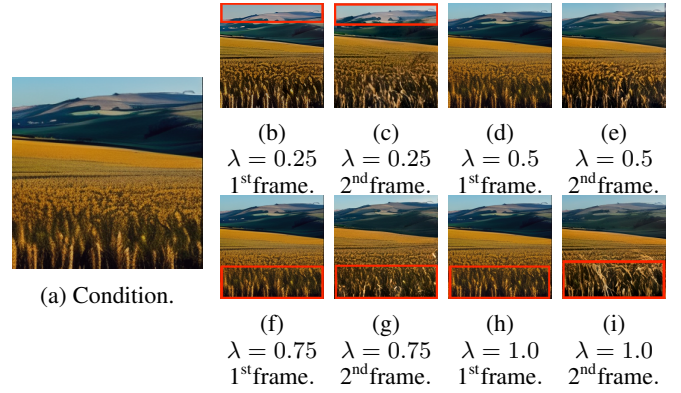 (b) (c) (d) (e)
λ = 0.25 λ = 0.25 λ = 0.5 λ = 0.5
1st frame. 2nd frame. 1st frame. 2nd frame.
(a) Condition.
(f) (g) (h) (i)
λ = 0.75 λ = 0.75 λ = 1.0 λ = 1.0
1st frame. 2nd frame. 1st frame. 2nd frame.